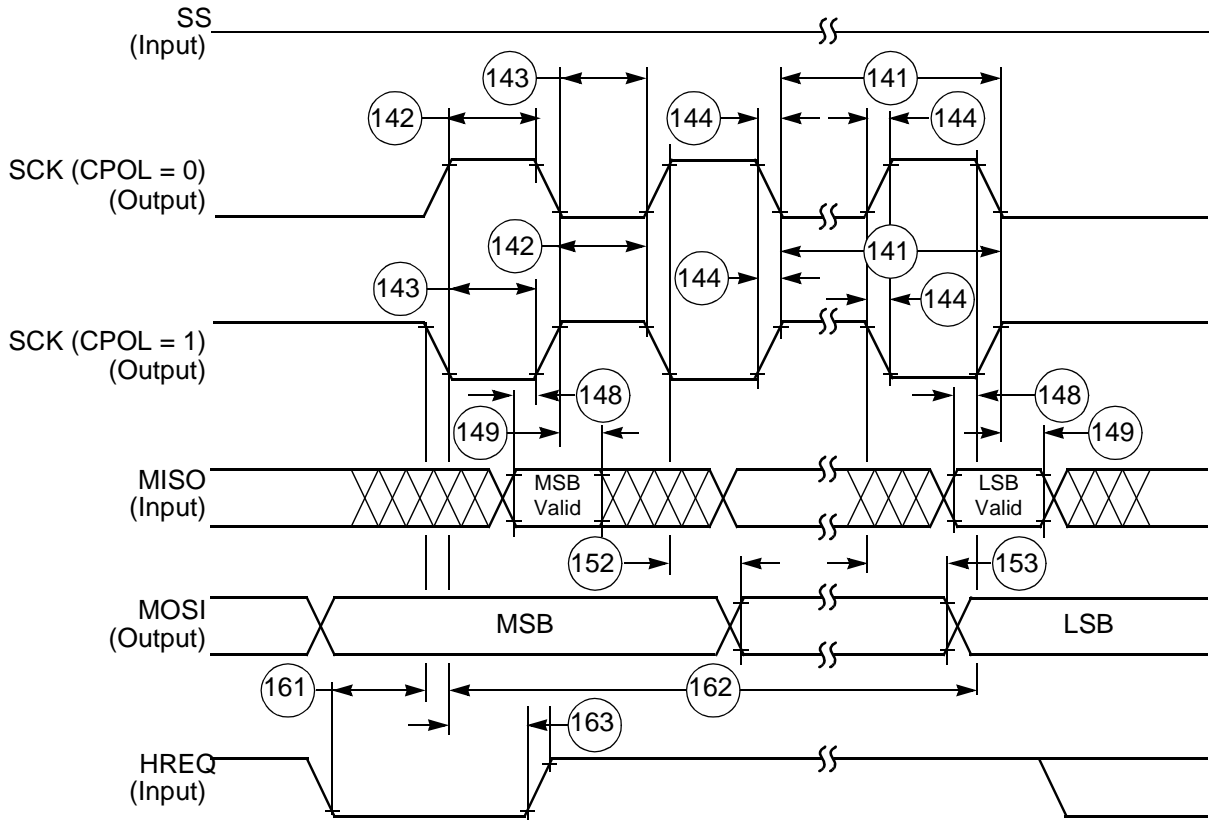 SS
(Input)
143
141
142
144
144
SCK (CPOL = 0)
(Output)
142
141
143
144
144
SCK (CPOL = 1)
(Output)
148
148
149
149
MISO
(Input)
MSB
Valid
LSB
Valid
152
153
MOSI
(Output)
MSB
LSB
161
162
163
HREQ
(Input)